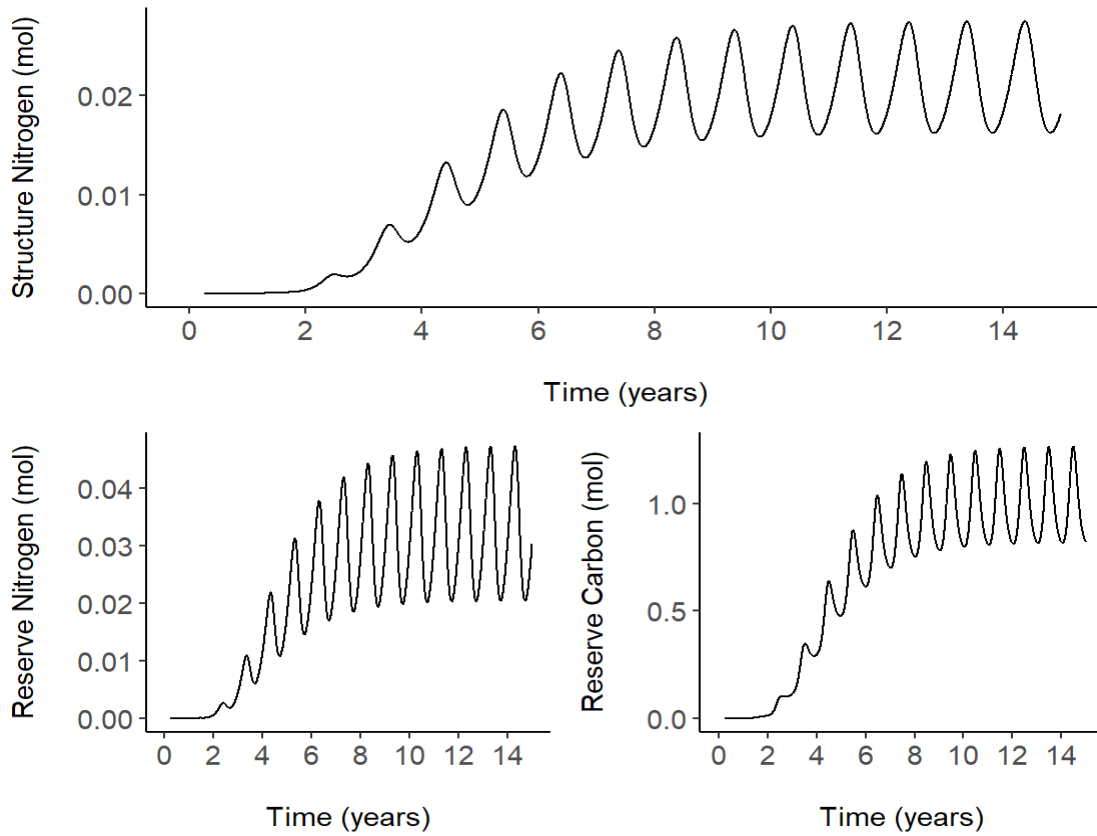 Structure Nitrogen (mol)
0.02
0.01
0.00
0 2 4 6 8 10 12 14
Time (years)
Reserve Nitrogen (mol)
0.04
0.03
0.02
0.01
0.00
0 2 4 6 8 10 12 14
Time (years)
Reserve Carbon (mol)
1.0
0.5
0.0
0 2 4 6 8 10 12 14
Time (years)